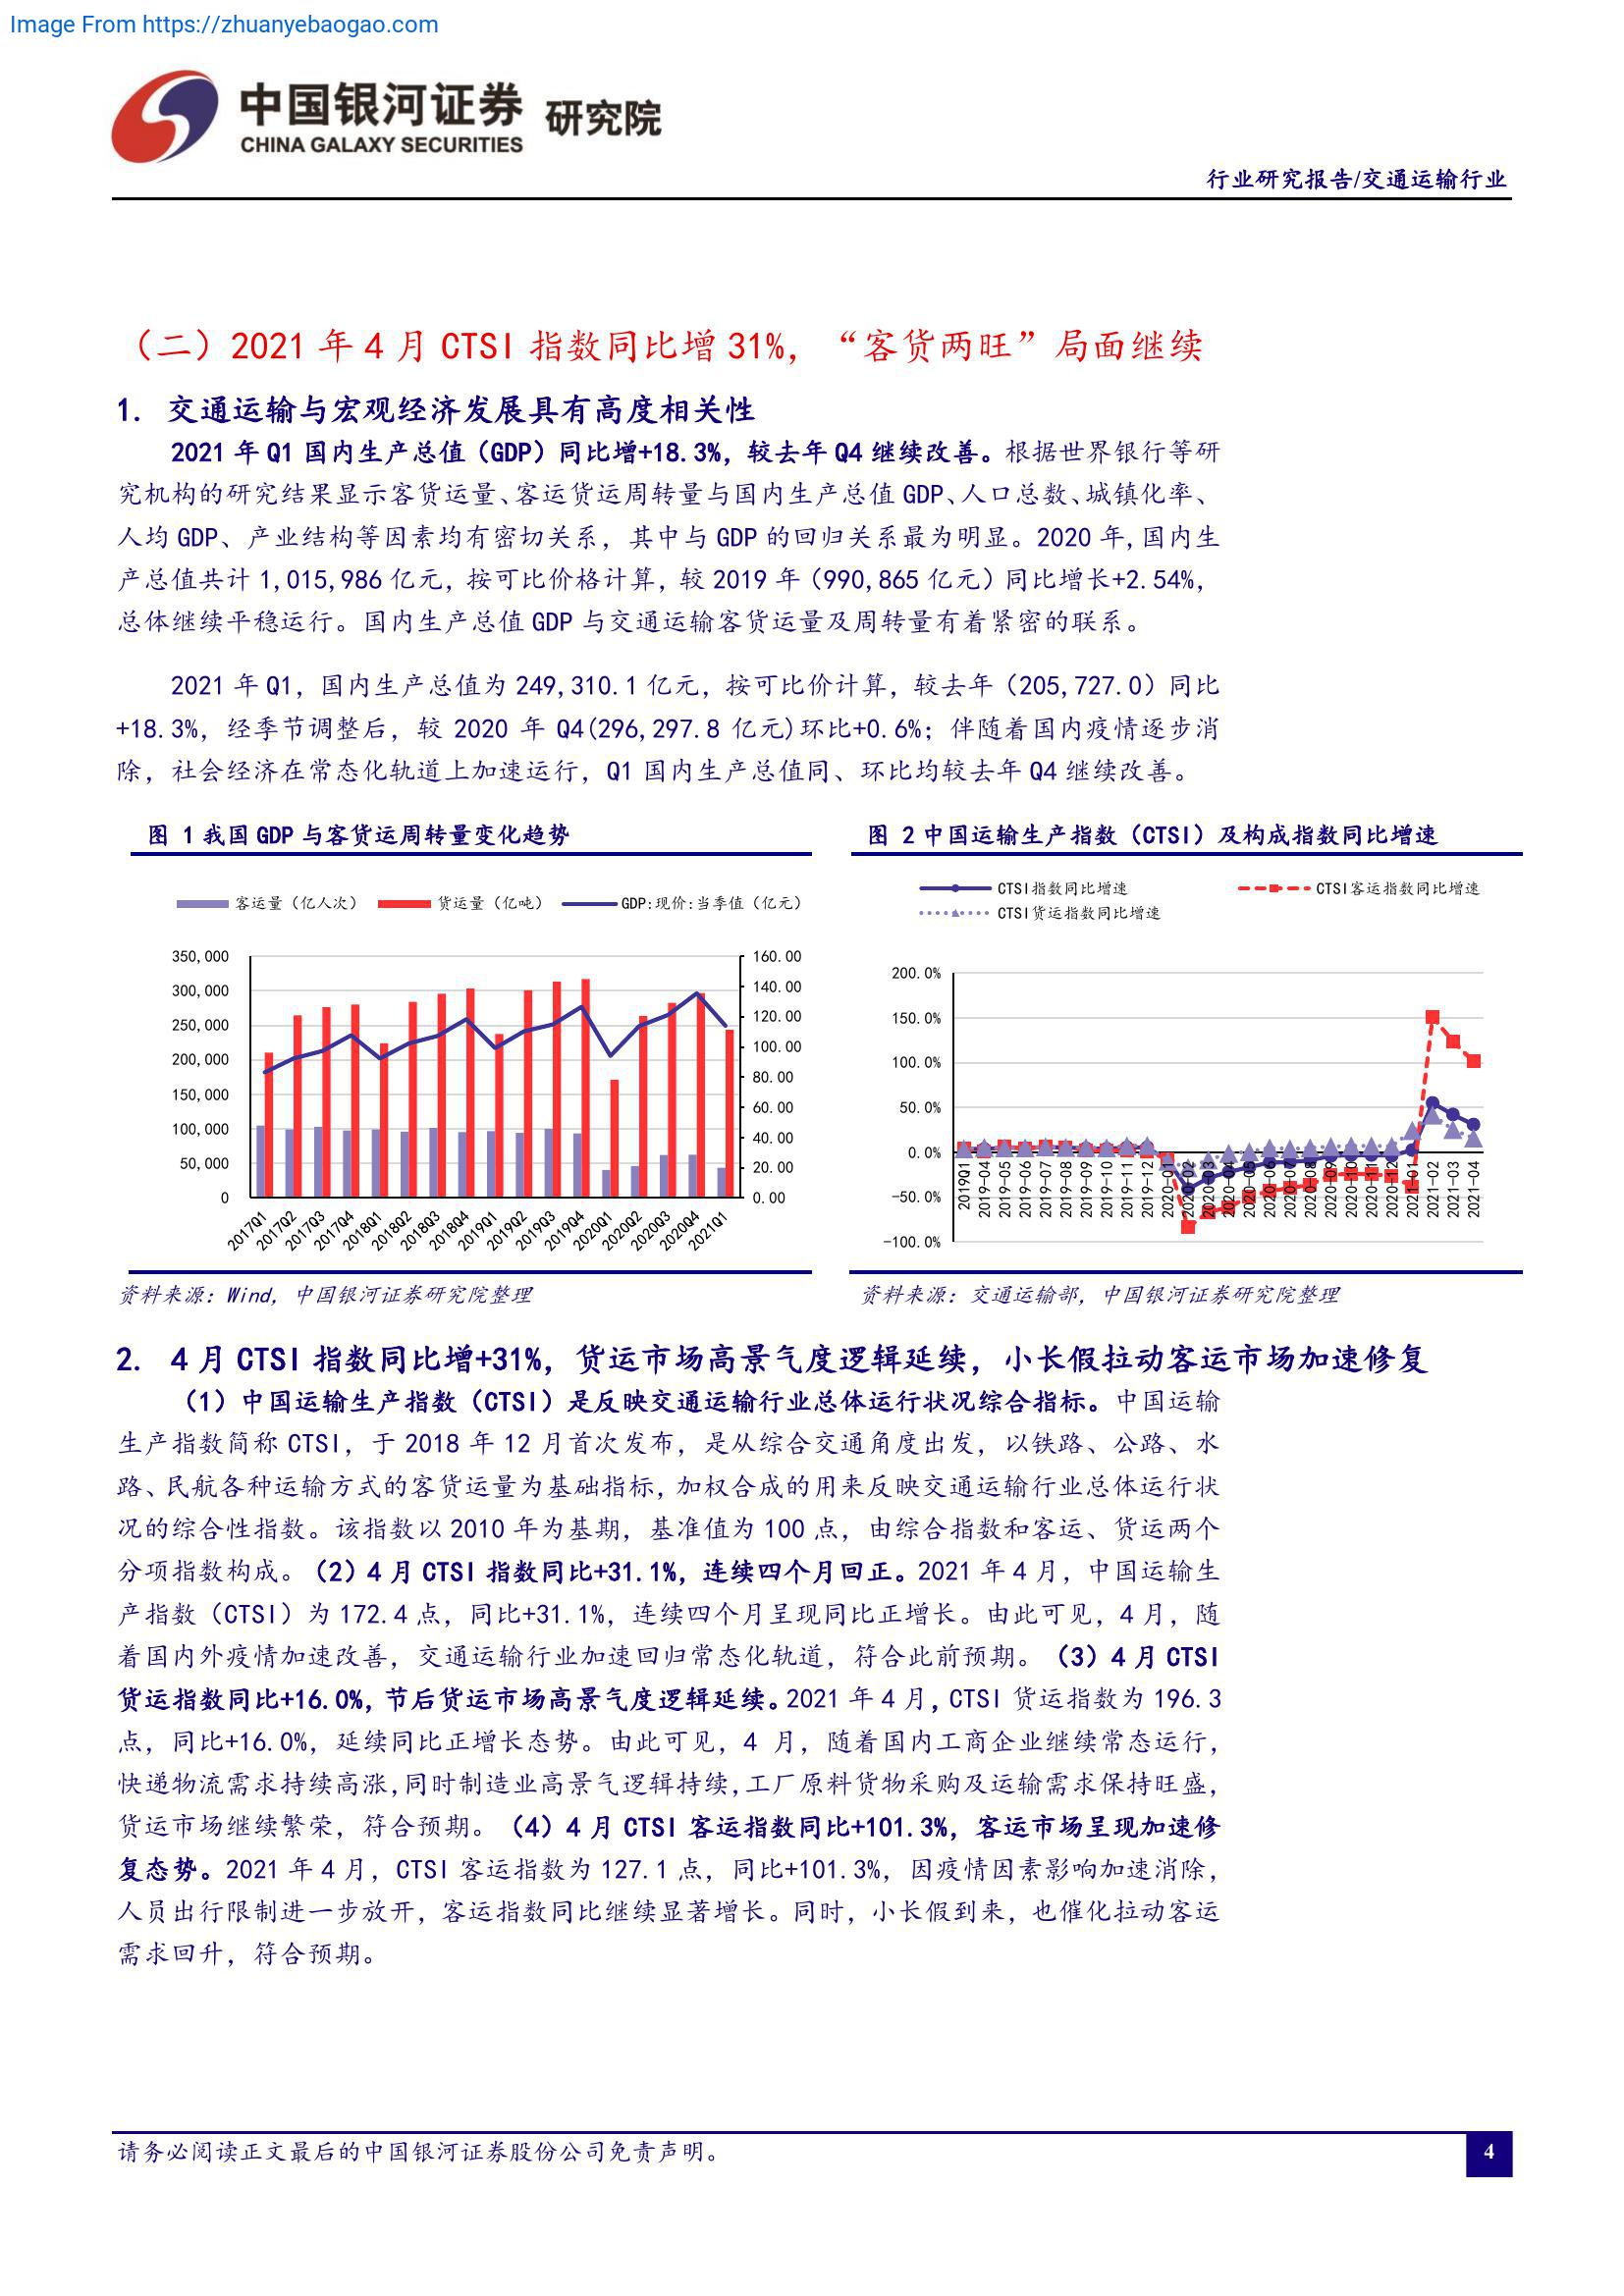 Image From https://zhuanyebaogao.com
中国银河证券 研究院
CHINA GALAXY SECURITIES
行业研究报告/交通运输行业
（二）2021 年 4 月 CTSI 指数同比增 31%，“客货两旺”局面继续
1. 交通运输与宏观经济发展具有高度相关性
2021 年 Q1 国内生产总值（GDP）同比增+18.3%，较去年 Q4 继续改善。根据世界银行等研
究机构的研究结果显示客货运量、客运货运周转量与国内生产总值 GDP、人口总数、城镇化率、
人均 GDP、产业结构等因素均有密切关系，其中与 GDP 的回归关系最为明显。2020 年，国内生
产总值共计 1,015,986 亿元，按可比价格计算，较 2019 年（990,865 亿元）同比增长+2.54%，
总体继续平稳运行。国内生产总值 GDP 与交通运输客货运量及周转量有着紧密的联系。
2021 年 Q1，国内生产总值为 249,310.1 亿元，按可比价计算，较去年（205,727.0）同比
+18.3%，经季节调整后，较 2020 年 Q4(296,297.8 亿元)环比+0.6%；伴随着国内疫情逐步消
除，社会经济在常态化轨道上加速运行，Q1 国内生产总值同、环比均较去年 Q4 继续改善。
图 1 我国 GDP 与客货运周转量变化趋势
客运量（亿人次） 货运量（亿吨） GDP:现价:当季值（亿元）
350,000 160.00
300,000 140.00
250,000 120.00
200,000 100.00
150,000 80.00
100,000 60.00
50,000 40.00
0 20.00
0.00
2017Q1 2017Q2 2017Q3 2017Q4 2018Q1 2018Q2 2018Q3 2018Q4 2019Q1 2019Q2 2019Q3 2019Q4 2020Q1 2020Q2 2020Q3 2020Q4 2021Q1
资料来源：Wind，中国银河证券研究院整理
图 2 中国运输生产指数（CTSI）及构成指数同比增速
CTSI指数同比增速 CTSI客运指数同比增速
CTSI货运指数同比增速
200.0%
150.0%
100.0%
50.0%
0.0%
-50.0%
-100.0%
2019Q1 2019-04 2019-05 2019-06 2019-07 2019-08 2019-09 2019-10 2019-11 2019-12 2020-01 2020-02 2020-03 2020-04 2020-05 2020-06 2020-07 2020-08 2020-09 2020-10 2020-11 2020-12 2021-01 2021-02 2021-03 2021-04
资料来源：交通运输部，中国银河证券研究院整理
2. 4 月 CTSI 指数同比增+31%，货运市场高景气度逻辑延续，小长假拉动客运市场加速修复
（1）中国运输生产指数（CTSI）是反映交通运输行业总体运行状况综合指标。中国运输
生产指数简称 CTSI，于 2018 年 12 月首次发布，是从综合交通角度出发，以铁路、公路、水
路、民航各种运输方式的客货运量为基础指标，加权合成的用来反映交通运输行业总体运行状
况的综合性指数。该指数以 2010 年为基期，基准值为 100 点，由综合指数和客运、货运两个
分项指数构成。（2）4 月 CTSI 指数同比+31.1%，连续四个月回正。2021 年 4 月，中国运输生
产指数（CTSI）为 172.4 点，同比+31.1%，连续四个月呈现同比正增长。由此可见，4 月，随
着国内外疫情加速改善，交通运输行业加速回归常态化轨道，符合此前预期。（3）4 月 CTSI
货运指数同比+16.0%，节后货运市场高景气度逻辑延续。2021 年 4 月，CTSI 货运指数为 196.3
点，同比+16.0%，延续同比正增长态势。由此可见，4 月，随着国内工商企业继续常态运行，
快递物流需求持续高涨，同时制造业高景气逻辑持续，工厂原料货物采购及运输需求保持旺盛，
货运市场继续繁荣，符合预期。（4）4 月 CTSI 客运指数同比+101.3%，客运市场呈现加速修
复态势。2021 年 4 月，CTSI 客运指数为 127.1 点，同比+101.3%，因疫情因素影响加速消除，
人员出行限制进一步放开，客运指数同比继续显著增长。同时，小长假到来，也催化拉动客运
需求回升，符合预期。
请务必阅读正文最后的中国银河证券股份公司免责声明。
4